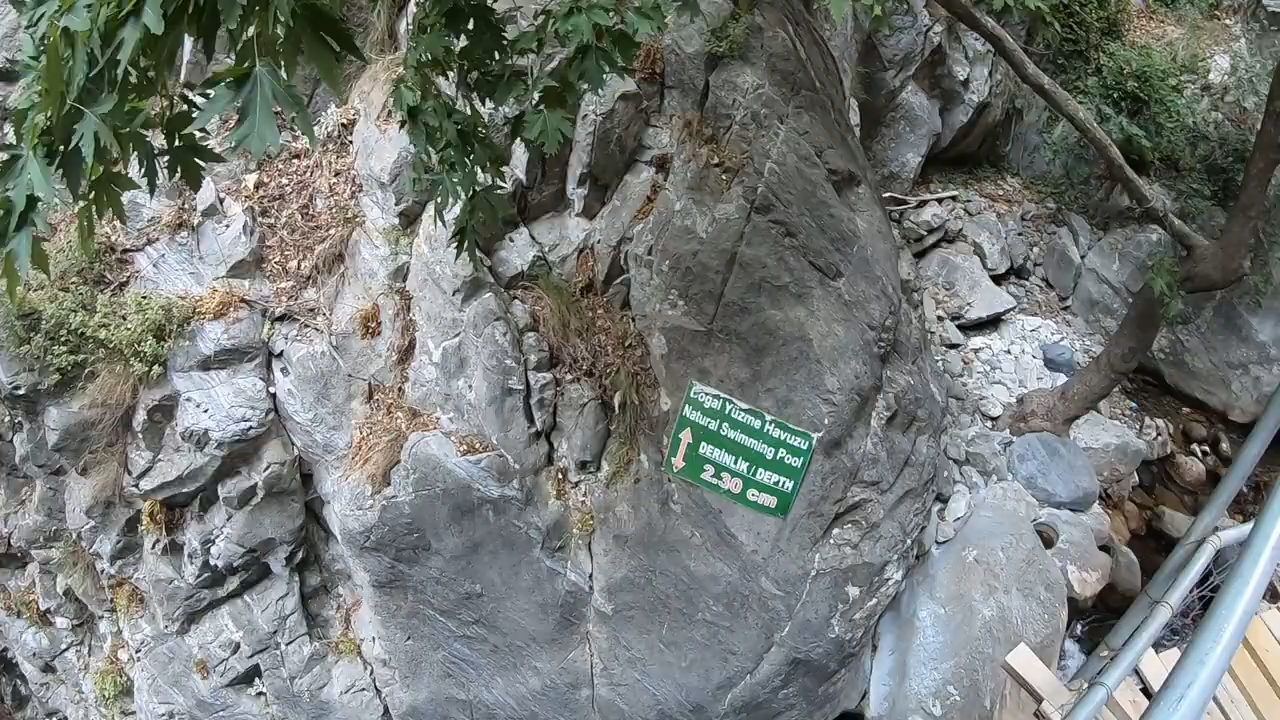 Doğal Yüzme Havuzu
Natural Swimming Pool
DERİNLİK / DEPTH
2.30 cm